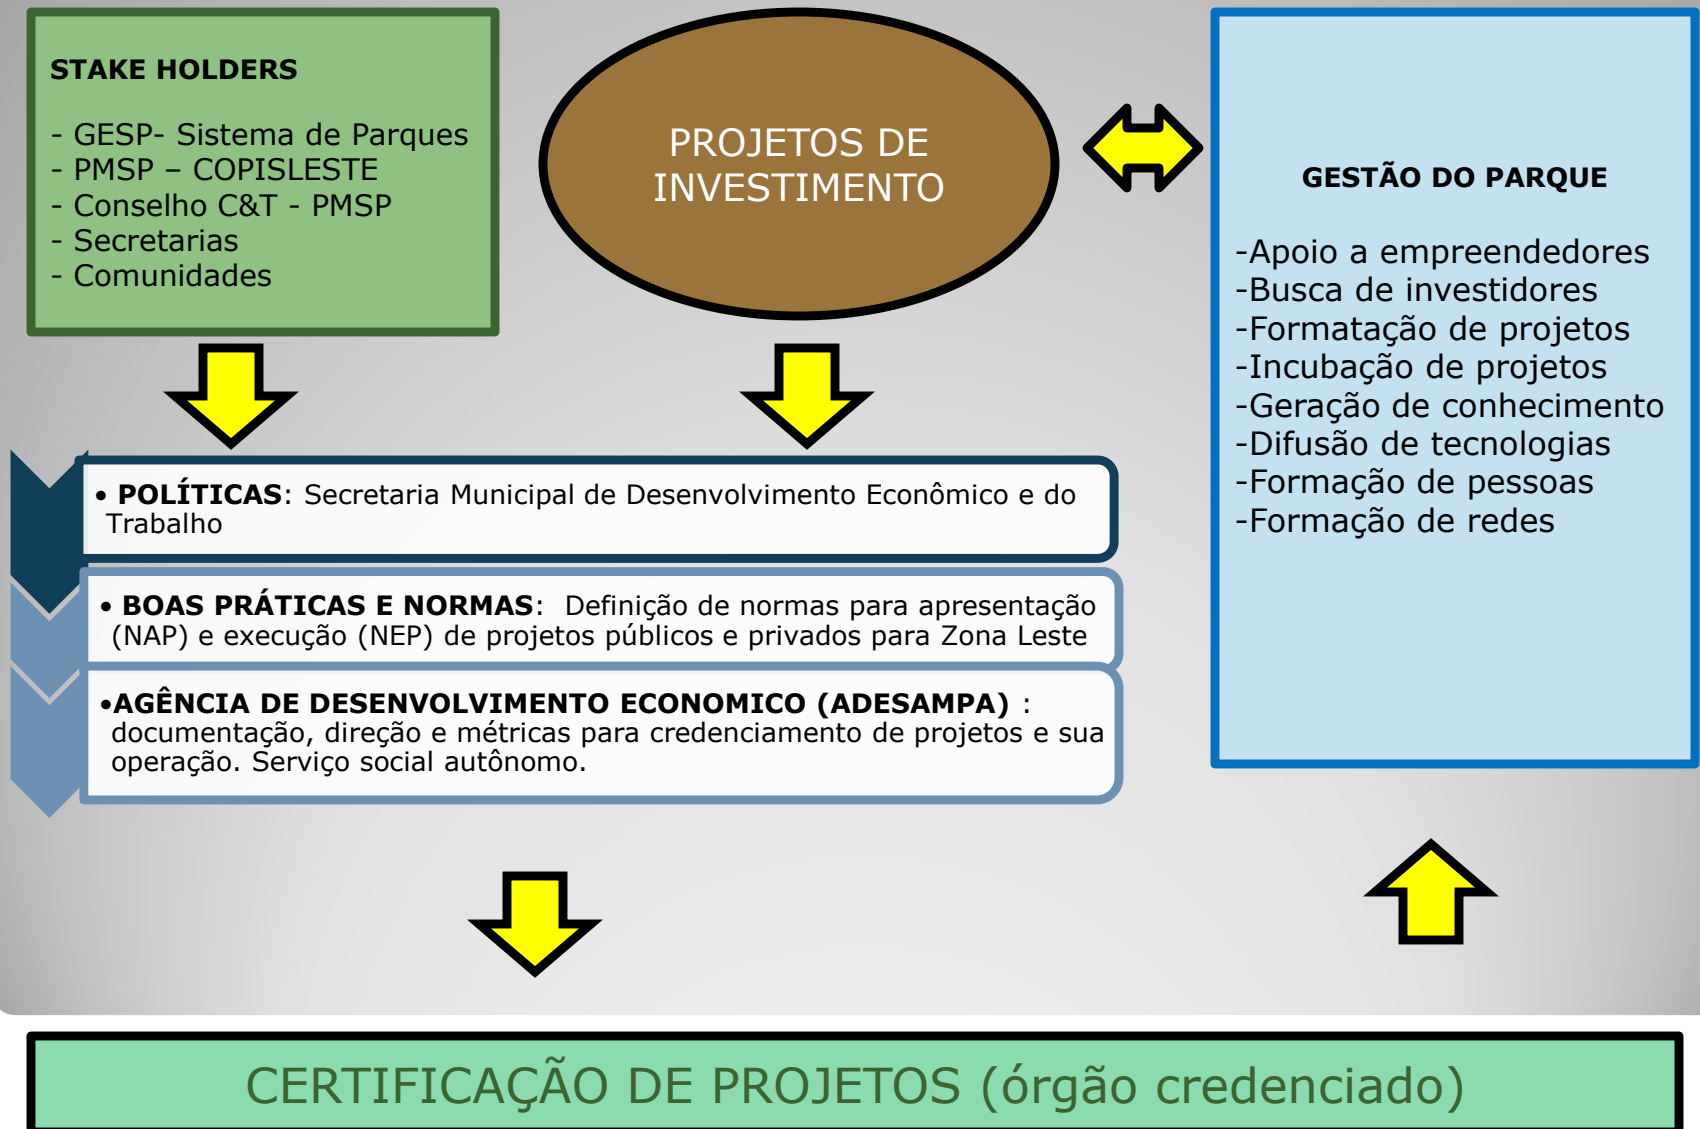 STAKE HOLDERS
- GESP- Sistema de Parques
- PMSP – COPISLESTE
- Conselho C&T - PMSP
- Secretarias
- Comunidades
PROJETOS DE
INVESTIMENTO
GESTÃO DO PARQUE
-Apoio a empreendedores
-Busca de investidores
-Formatação de projetos
-Incubação de projetos
-Geração de conhecimento
-Difusão de tecnologias
-Formação de pessoas
-Formação de redes
• POLÍTICAS: Secretaria Municipal de Desenvolvimento Econômico e do
Trabalho
• BOAS PRÁTICAS E NORMAS: Definição de normas para apresentação
(NAP) e execução (NEP) de projetos públicos e privados para Zona Leste
•AGÊNCIA DE DESENVOLVIMENTO ECONOMICO (ADESAMPA) :
documentação, direção e métricas para credenciamento de projetos e sua
operação. Serviço social autônomo.
CERTIFICAÇÃO DE PROJETOS (órgão credenciado)